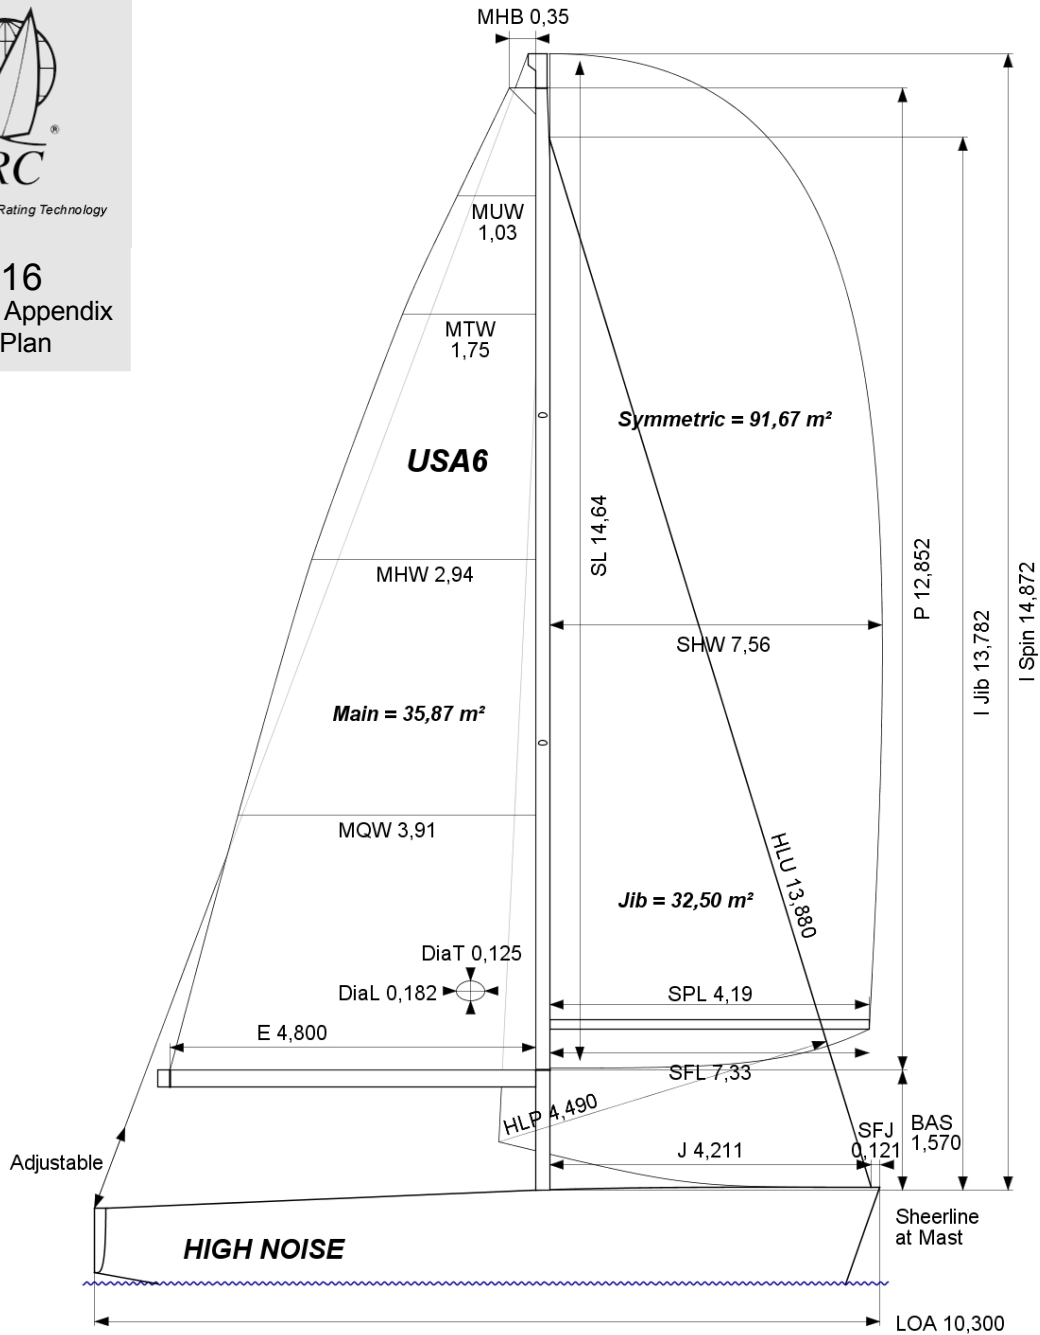 MHB 0,35
RC
Rating Technology
®
16
Appendix
Plan
MUW
1,03
MTW
1,75
USA6
Symmetric = 91,67 m²
SL 14,64
P 12,852
I Jib 13,782
I Spin 14,872
MHW 2,94
SHW 7,56
Main = 35,87 m²
MQW 3,91
HLU 13,880
Jib = 32,50 m²
DiaT 0,125
DiaL 0,182
SPL 4,19
E 4,800
SFL 7,33
HLP 4,490
SFJ
0,121
BAS
1,570
J 4,211
Adjustable
Sheerline
at Mast
HIGH NOISE
LOA 10,300